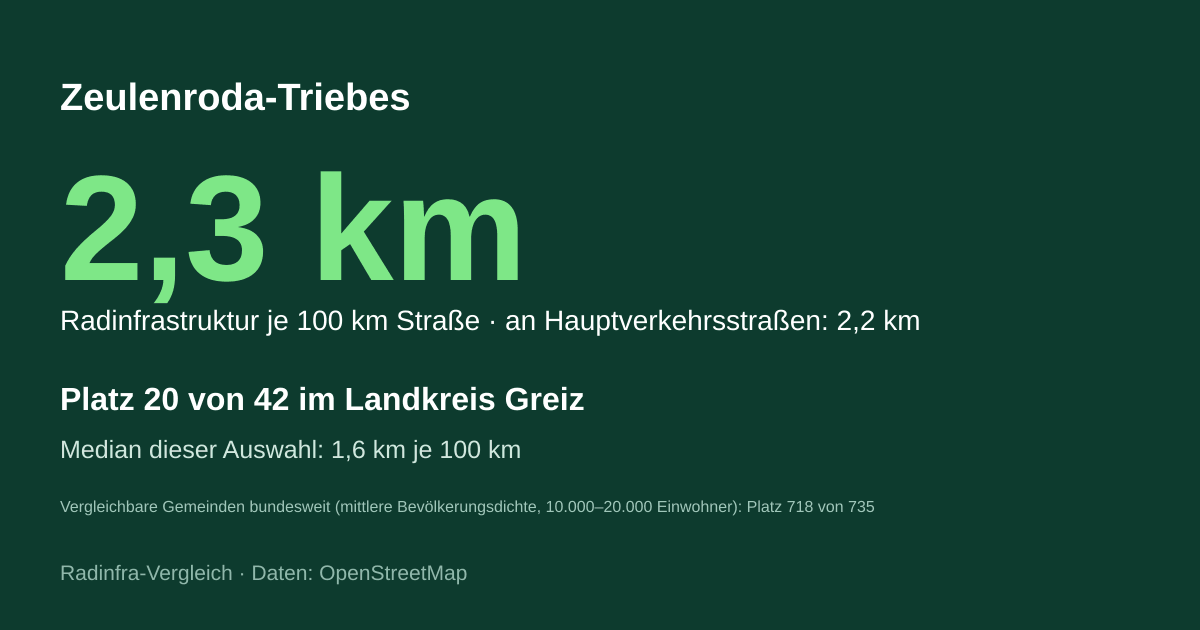 Zeulenroda-Triebes
2,3 km
Radinfrastruktur je 100 km Straße · an Hauptverkehrsstraßen: 2,2 km
Platz 20 von 42 im Landkreis Greiz
Median dieser Auswahl: 1,6 km je 100 km
Vergleichbare Gemeinden bundesweit (mittlere Bevölkerungsdichte, 10.000–20.000 Einwohner): Platz 718 von 735
Radinfra-Vergleich · Daten: OpenStreetMap